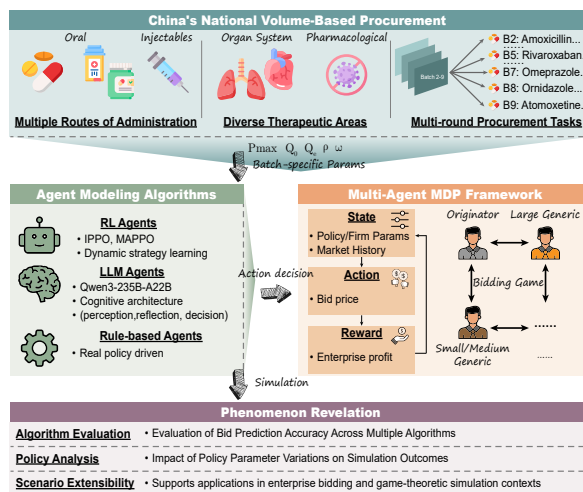 China's National Volume-Based Procurement
Oral
Injectables
Organ System
Pharmacological
Multiple Routes of Administration
Diverse Therapeutic Areas
Batch 2-9
B2: Amoxicillin...
B5: Rivaroxaban
B7: Omeprazole..
B8: Ornidazole...
B9: Atomoxetine..
Multi-round Procurement Tasks
Pmax Q₀ Qₐ ρ ω
Batch-specific Params
Agent Modeling Algorithms
RL Agents
• IPPO, MAPPO
• Dynamic strategy learning
LLM Agents
• Qwen3-235B-A22B
• Cognitive architecture
• (perception,reflection, decision)
Rule-based Agents
• Real policy driven
Action decision
Multi-Agent MDP Framework
State
• Policy/Firm Params
• Market History
Action
• Bid price
Reward
• Enterprise profit
Originator
Large Generic
Bidding Game
Small/Medium
Generic
......
......
Simulation
Phenomenon Revelation
Algorithm Evaluation • Evaluation of Bid Prediction Accuracy Across Multiple Algorithms
Policy Analysis • Impact of Policy Parameter Variations on Simulation Outcomes
Scenario Extensibility • Supports applications in enterprise bidding and game-theoretic simulation contexts